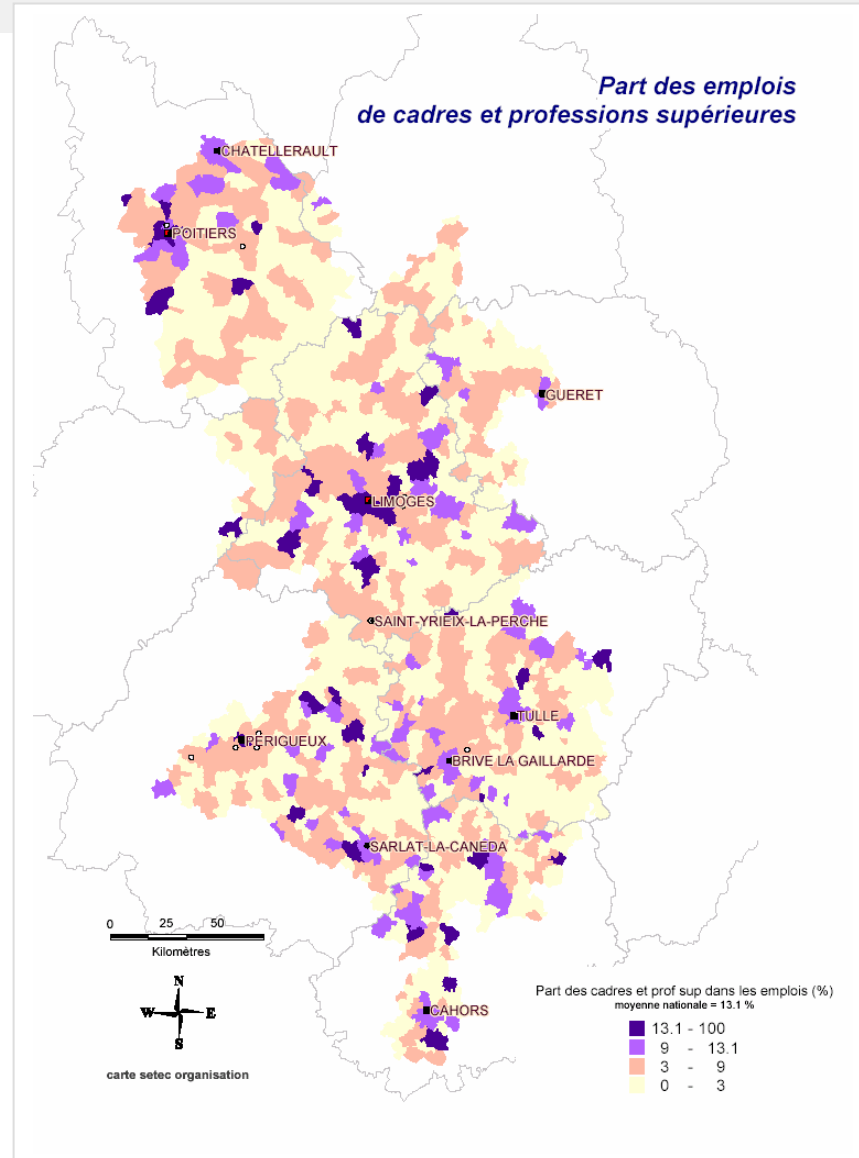 Part des emplois
de cadres et professions supérieures
CHATELLERAULT
POITIERS
GUERET
LIMOGES
SAINT-YRIEIX-LA-PERCHE
TULLE
PÉRIGUEUX
BRIVE LA GAILLARDE
SARLAT-LA-CANEDA
0 25 50
Kilomètres
N
W E
S
CAHORS
carte setec organisation
Part des cadres et prof sup dans les emplois (%)
moyenne nationale = 13.1 %
13.1 - 100
9 - 13.1
3 - 9
0 - 3